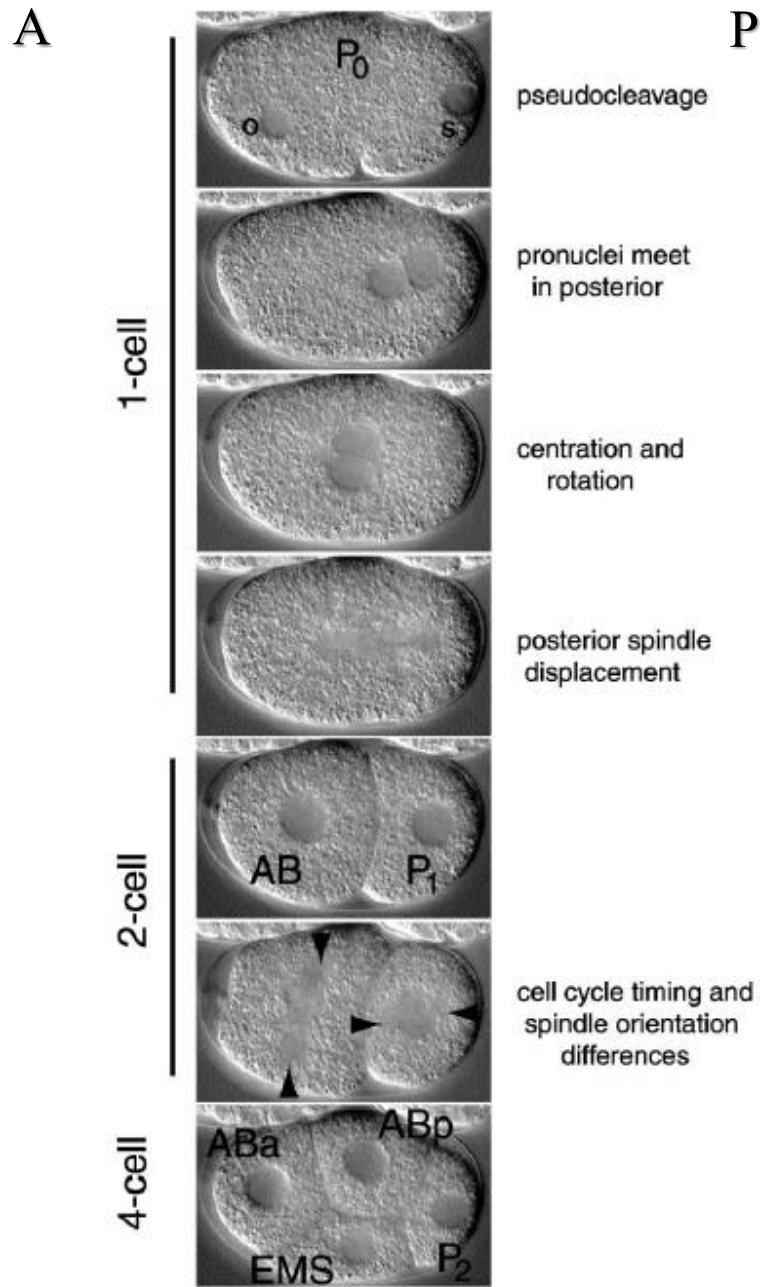 A
P
P0
o
s
pseudocleavage
pronuclei meet
in posterior
1-cell
centration and
rotation
posterior spindle
displacement
AB
P1
2-cell
cell cycle timing and
spindle orientation
differences
4-cell
ABa
ABp
EMS
P2